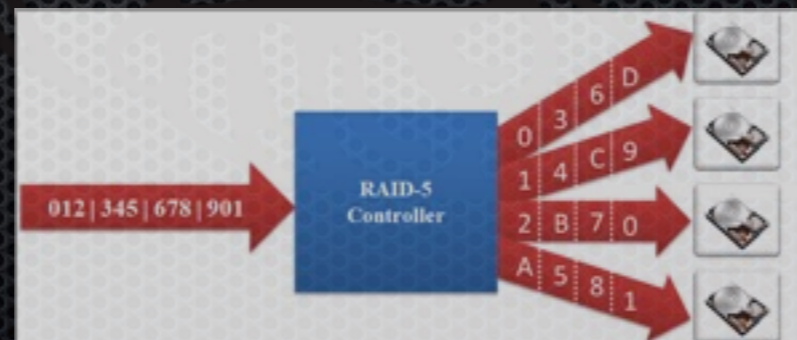 012 | 345 | 678 | 901
RAID-5
Controller
0 3 6 D
1 4 C 9
2 B 7 0
A 5 8 1